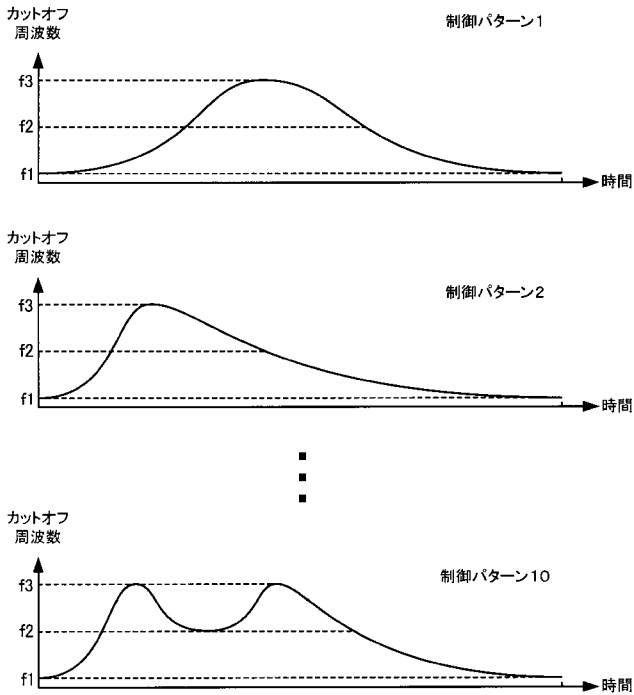 カットオフ
周波数
制御パターン1
f3
f2
f1
時間
カットオフ
周波数
制御パターン2
f3
f2
f1
時間
カットオフ
周波数
制御パターン10
f3
f2
f1
時間